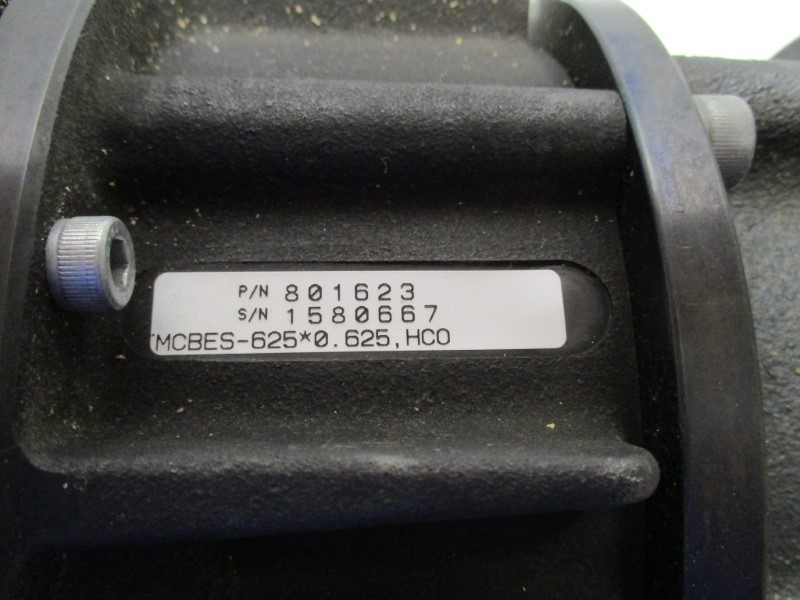 P/N 801623
S/N 1580667
MCBES-625*0.625,HCO